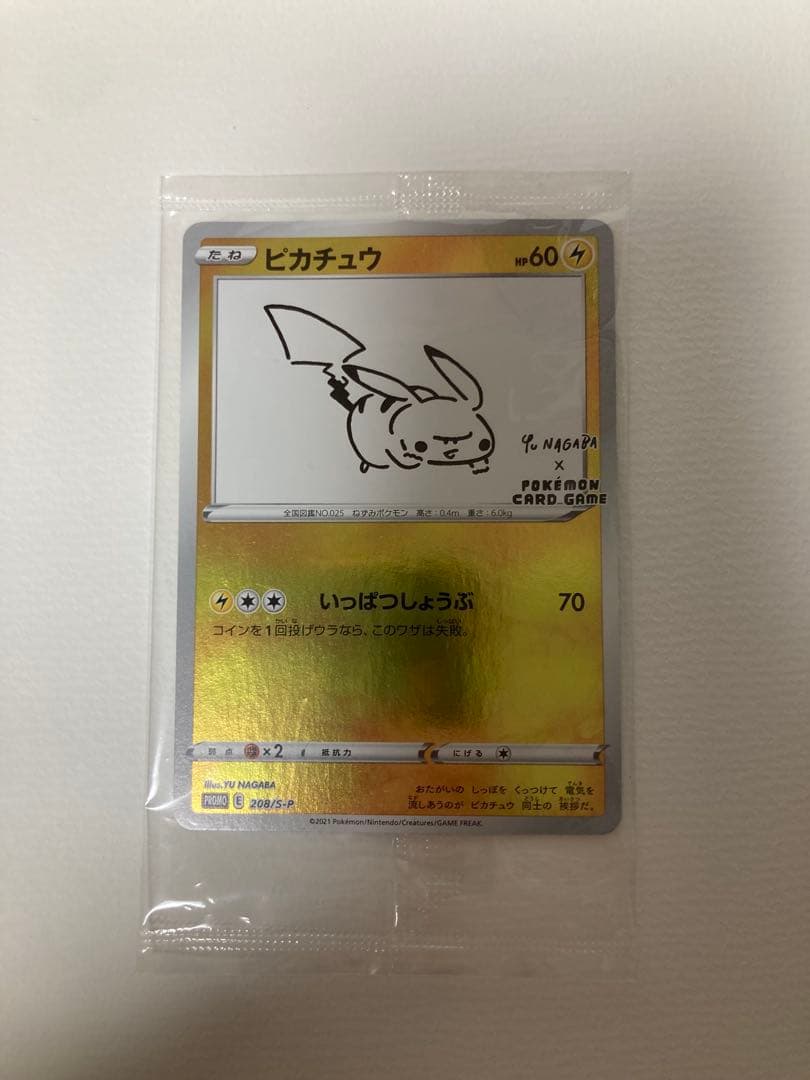 たね ピカチュウ HP60
Yu NAGABA
×
POKÉMON
CARD GAME
全国図鑑NO.025 ねずみポケモン 高さ:0.4m 重さ:6.0kg
いっぱつしょうぶ 70
コインを1回投げウラなら、このワザは失敗。
弱点 ×2 抵抗力 にげる
Illus.YU NAGABA
PROMO E 208/S-P
おたがいの しっぽを くっつけて 電気を
流しあうのが ピカチュウ 同士の 挨拶だ。
©2021 Pokémon/Nintendo/Creatures/GAME FREAK.